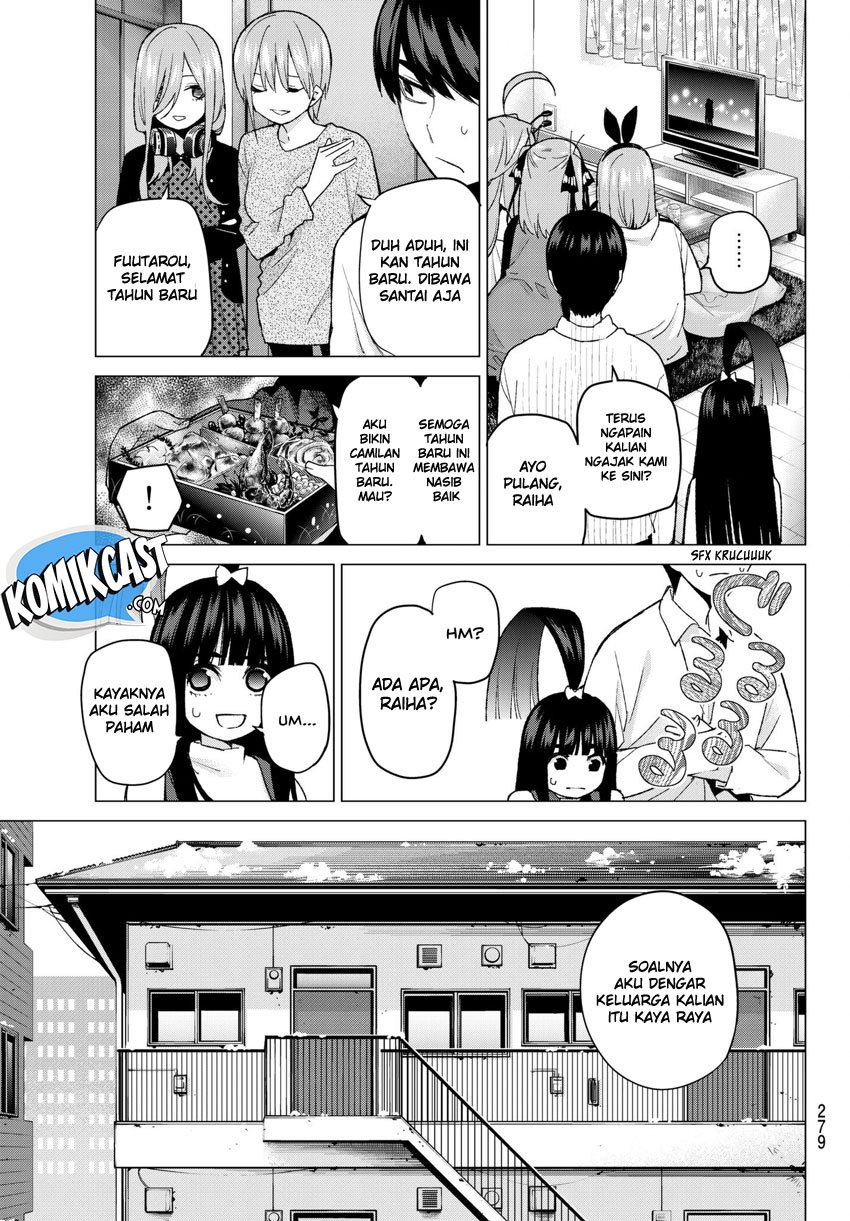 ....
TERUS
NGAPAIN
KALIAN
NGAJAK KAMI
KE SINI?
AYO
PULANG,
RAIHA
DUH ADUH, INI
KAN TAHUN
BARU. DIBAWA
SANTAI AJA
FUUTAROU,
SELAMAT
TAHUN BARU
SEMOGA
TAHUN
BARU INI
MEMBAWA
NASIB
BAIK
AKU
BIKIN
CAMILAN
TAHUN
BARU.
MAU?
!
KOMIKCAST
.COM
SFX KRUCUUUK
HM?
ADA APA,
RAIHA?
UM...
KAYAKNYA
AKU SALAH
PAHAM
SOALNYA
AKU DENGAR
KELUARGA KALIAN
ITU KAYA RAYA
279